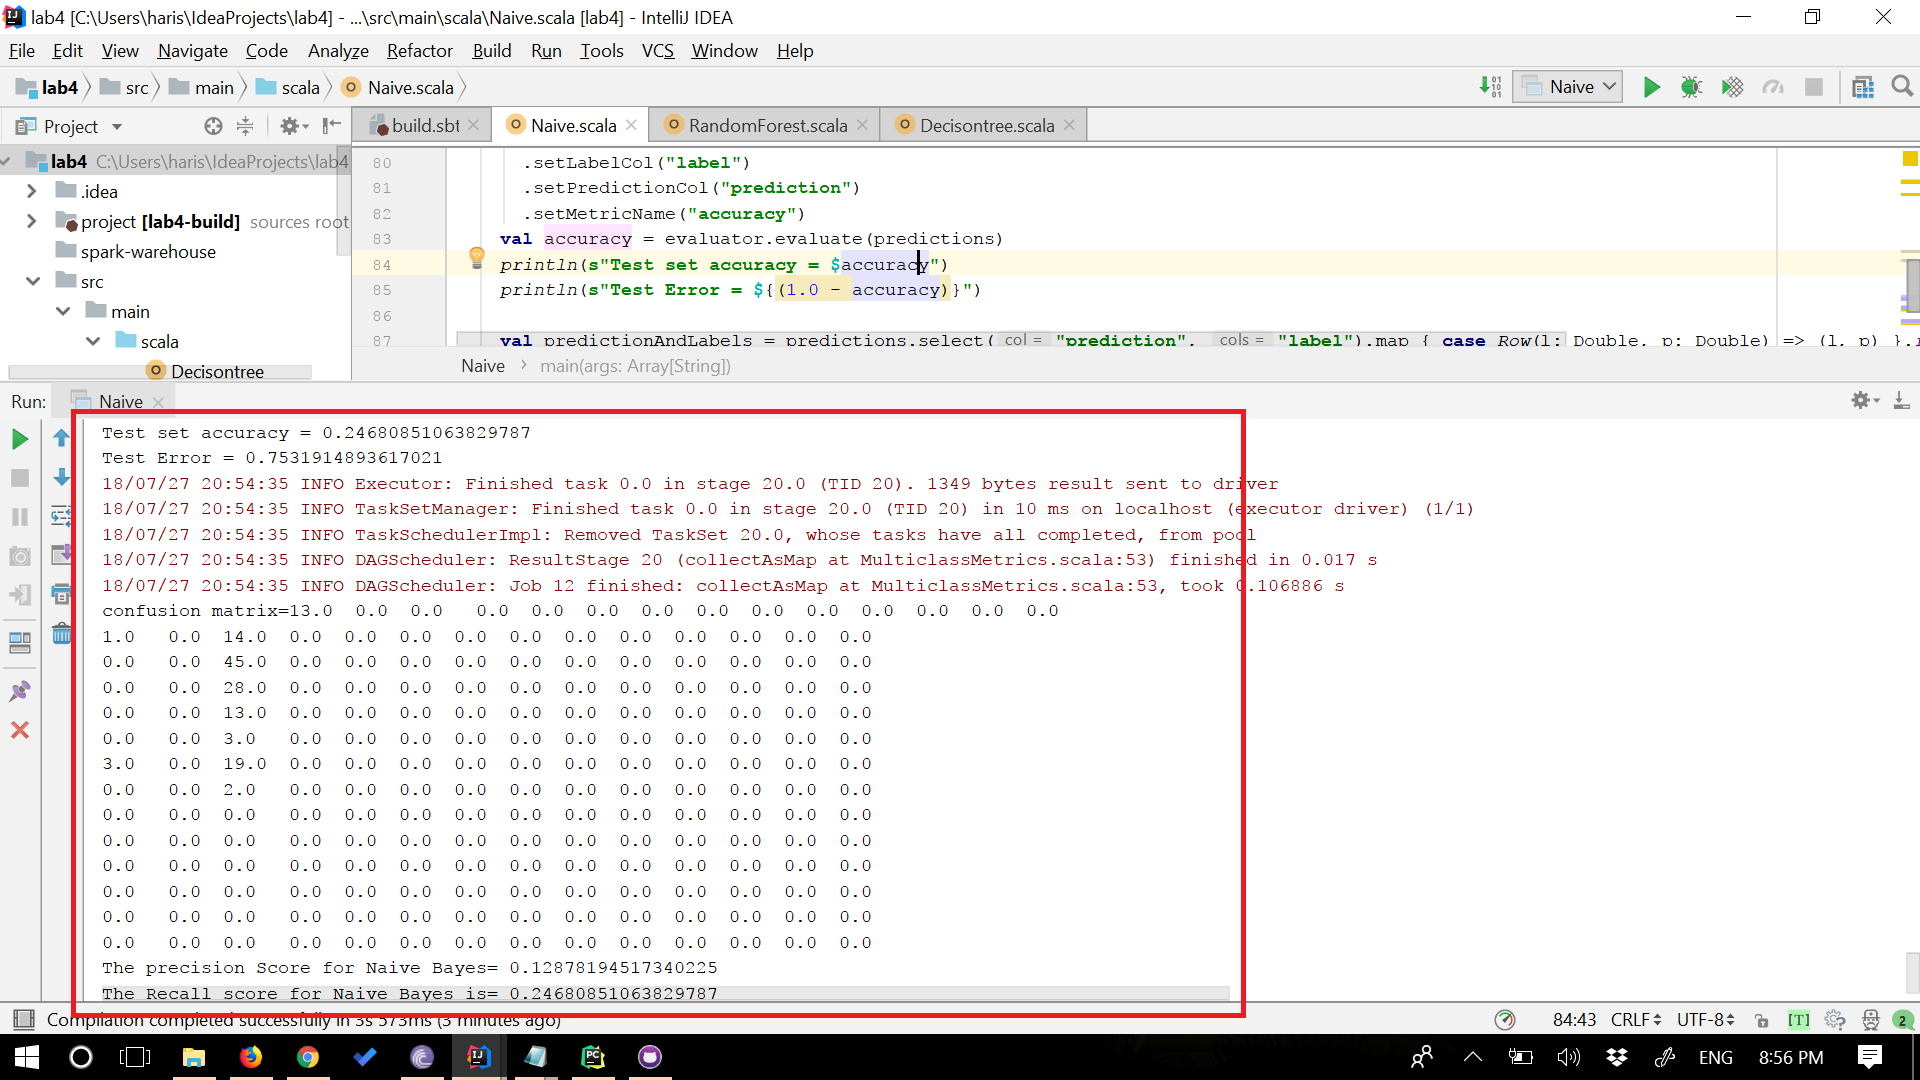 lab4 [C:\Users\haris\IdeaProjects\lab4] - ...\src\main\scala\Naive.scala [lab4] - IntelliJ IDEA
File Edit View Navigate Code Analyze Refactor Build Run Tools VCS Window Help
lab4 src main scala Naive.scala
Naive
Project
build.sbt Naive.scala RandomForest.scala Decisontree.scala
lab4 C:\Users\haris\IdeaProjects\lab4
.idea
project [lab4-build] sources root
spark-warehouse
src
main
scala
Decisontree
80 .setLabelCol("label")
81 .setPredictionCol("prediction")
82 .setMetricName("accuracy")
83 val accuracy = evaluator.evaluate(predictions)
84 println(s"Test set accuracy = $accuracy")
85 println(s"Test Error = ${(1.0 - accuracy)}")
86
87 val predictionAndLabels = predictions.select( col = "prediction", cols = "label").map { case Row(l: Double, p: Double) => (l, p) }.
Naive main(args: Array[String])
Run: Naive
Test set accuracy = 0.24680851063829787
Test Error = 0.7531914893617021
18/07/27 20:54:35 INFO Executor: Finished task 0.0 in stage 20.0 (TID 20). 1349 bytes result sent to driver
18/07/27 20:54:35 INFO TaskSetManager: Finished task 0.0 in stage 20.0 (TID 20) in 10 ms on localhost (executor driver) (1/1)
18/07/27 20:54:35 INFO TaskSchedulerImpl: Removed TaskSet 20.0, whose tasks have all completed, from pool
18/07/27 20:54:35 INFO DAGScheduler: ResultStage 20 (collectAsMap at MulticlassMetrics.scala:53) finished in 0.017 s
18/07/27 20:54:35 INFO DAGScheduler: Job 12 finished: collectAsMap at MulticlassMetrics.scala:53, took 0.106886 s
confusion matrix=13.0 0.0 0.0 0.0 0.0 0.0 0.0 0.0 0.0 0.0 0.0 0.0 0.0 0.0
1.0 0.0 14.0 0.0 0.0 0.0 0.0 0.0 0.0 0.0 0.0 0.0 0.0 0.0
0.0 0.0 45.0 0.0 0.0 0.0 0.0 0.0 0.0 0.0 0.0 0.0 0.0 0.0
0.0 0.0 28.0 0.0 0.0 0.0 0.0 0.0 0.0 0.0 0.0 0.0 0.0 0.0
0.0 0.0 13.0 0.0 0.0 0.0 0.0 0.0 0.0 0.0 0.0 0.0 0.0 0.0
0.0 0.0 3.0 0.0 0.0 0.0 0.0 0.0 0.0 0.0 0.0 0.0 0.0 0.0
3.0 0.0 19.0 0.0 0.0 0.0 0.0 0.0 0.0 0.0 0.0 0.0 0.0 0.0
0.0 0.0 2.0 0.0 0.0 0.0 0.0 0.0 0.0 0.0 0.0 0.0 0.0 0.0
0.0 0.0 0.0 0.0 0.0 0.0 0.0 0.0 0.0 0.0 0.0 0.0 0.0 0.0
0.0 0.0 0.0 0.0 0.0 0.0 0.0 0.0 0.0 0.0 0.0 0.0 0.0 0.0
0.0 0.0 0.0 0.0 0.0 0.0 0.0 0.0 0.0 0.0 0.0 0.0 0.0 0.0
0.0 0.0 0.0 0.0 0.0 0.0 0.0 0.0 0.0 0.0 0.0 0.0 0.0 0.0
0.0 0.0 0.0 0.0 0.0 0.0 0.0 0.0 0.0 0.0 0.0 0.0 0.0 0.0
0.0 0.0 0.0 0.0 0.0 0.0 0.0 0.0 0.0 0.0 0.0 0.0 0.0 0.0
The precision Score for Naive Bayes= 0.12878194517340225
The Recall score for Naive Bayes is= 0.24680851063829787
Compilation completed successfully in 3s 573ms (3 minutes ago)
84:43 CRLF UTF-8 [T] 2
ENG 8:56 PM